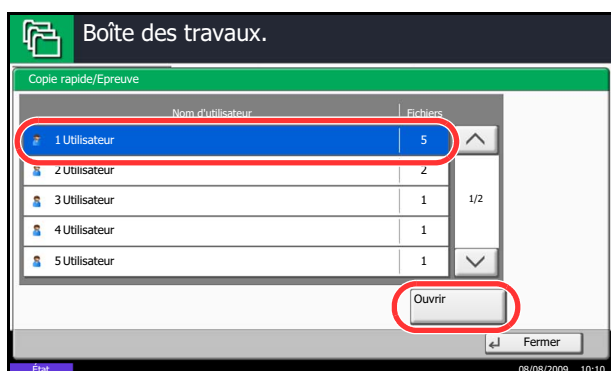 Boîte des travaux.
Copie rapide/Epreuve
Nom d'utilisateur Fichiers
1 Utilisateur 5
2 Utilisateur 2
3 Utilisateur 1 1/2
4 Utilisateur 1
5 Utilisateur 1
Ouvrir
Fermer
État 08/08/2009 10:10